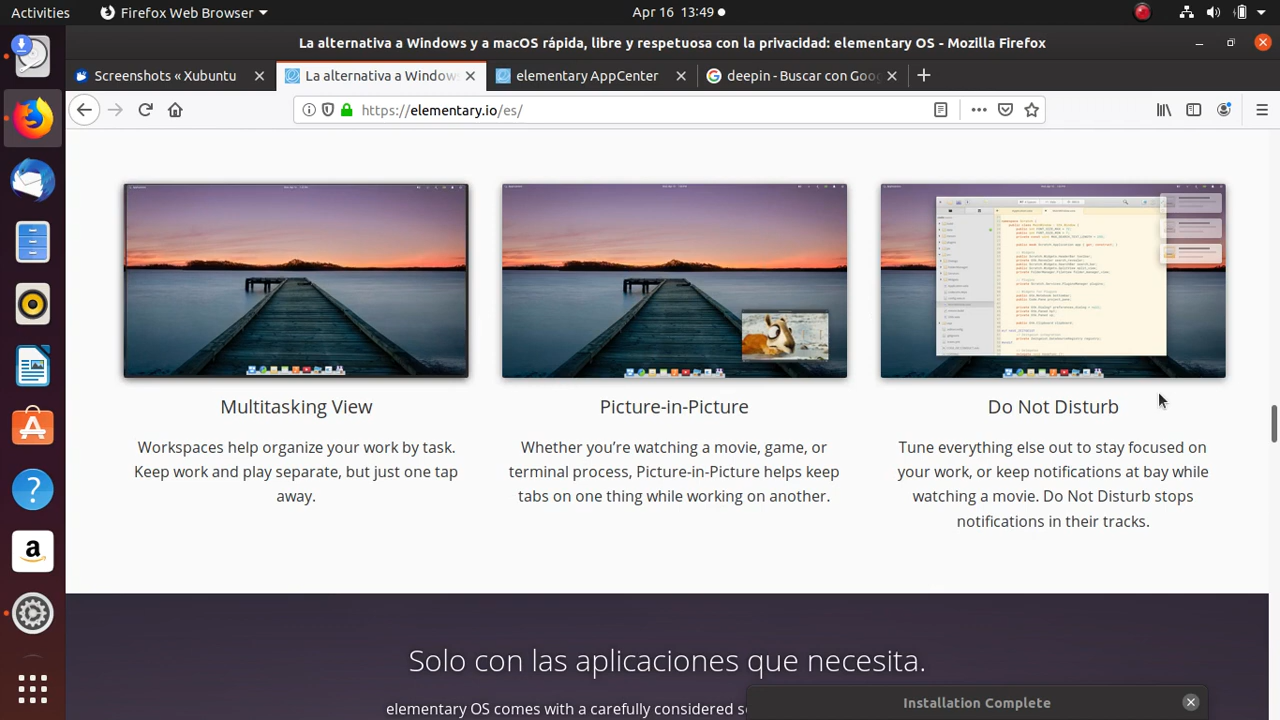 Activities
Firefox Web Browser
Apr 16 13:49
La alternativa a Windows y a macOS rápida, libre y respetuosa con la privacidad: elementary OS - Mozilla Firefox
Screenshots « Xubuntu
La alternativa a Window
elementary AppCenter
deepin - Buscar con Goo
https://elementary.io/es/
Multitasking View
Workspaces help organize your work by task.
Keep work and play separate, but just one tap
away.
Picture-in-Picture
Whether you’re watching a movie, game, or
terminal process, Picture-in-Picture helps keep
tabs on one thing while working on another.
Do Not Disturb
Tune everything else out to stay focused on
your work, or keep notifications at bay while
watching a movie. Do Not Disturb stops
notifications in their tracks.
Solo con las aplicaciones que necesita.
elementary OS comes with a carefully considered
Installation Complete